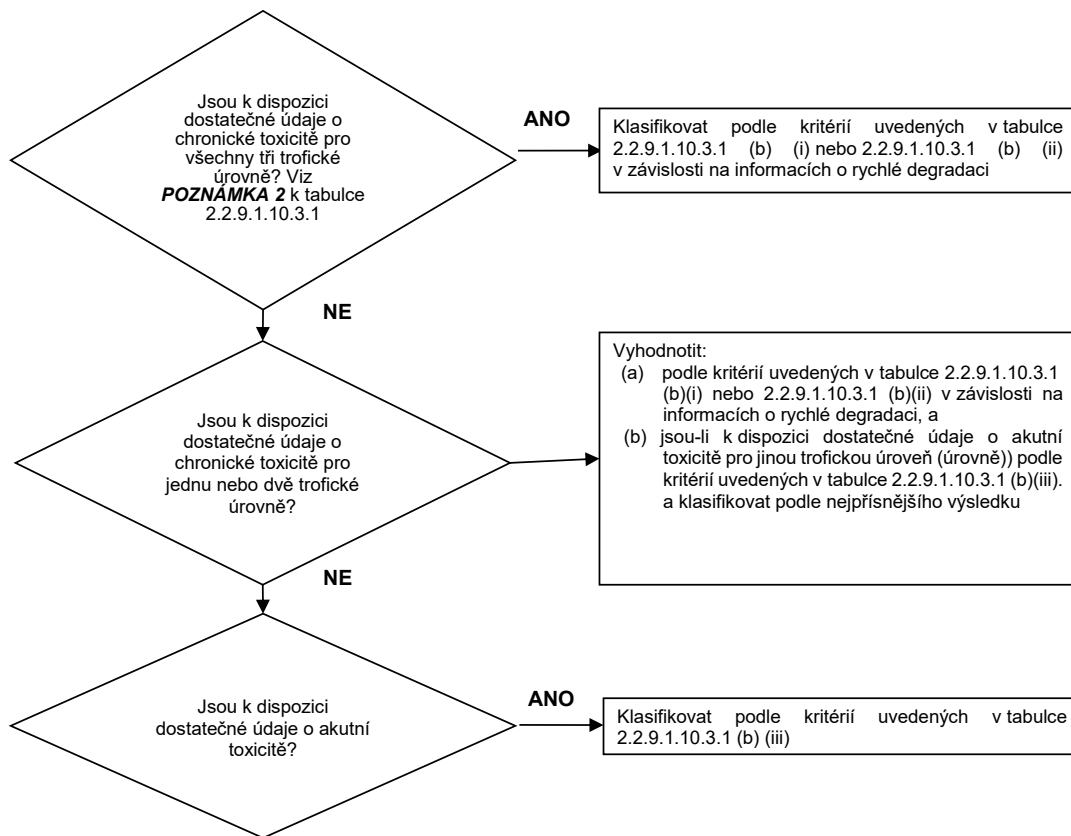 Jsou k dispozici
dostatečné údaje o
chronické toxicitě pro
všechny tři trofické
úrovně? Viz
POZNÁMKA 2 k tabulce
2.2.9.1.10.3.1
ANO
Klasifikovat podle kritérií uvedených v tabulce
2.2.9.1.10.3.1 (b) (i) nebo 2.2.9.1.10.3.1 (b) (ii)
v závislosti na informacích o rychlé degradaci
NE
Jsou k dispozici
dostatečné údaje o
chronické toxicitě pro
jednu nebo dvě trofické
úrovně?
Vyhodnotit:
(a) podle kritérií uvedených v tabulce 2.2.9.1.10.3.1
(b)(i) nebo 2.2.9.1.10.3.1 (b)(ii) v závislosti na
informacích o rychlé degradaci, a
(b) jsou-li k dispozici dostatečné údaje o akutní
toxicitě pro jinou trofickou úroveň (úrovně)) podle
kritérií uvedených v tabulce 2.2.9.1.10.3.1 (b)(iii).
a klasifikovat podle nejpřísnějšího výsledku
NE
Jsou k dispozici
dostatečné údaje o akutní
toxicitě?
ANO
Klasifikovat podle kritérií uvedených v tabulce
2.2.9.1.10.3.1 (b) (iii)